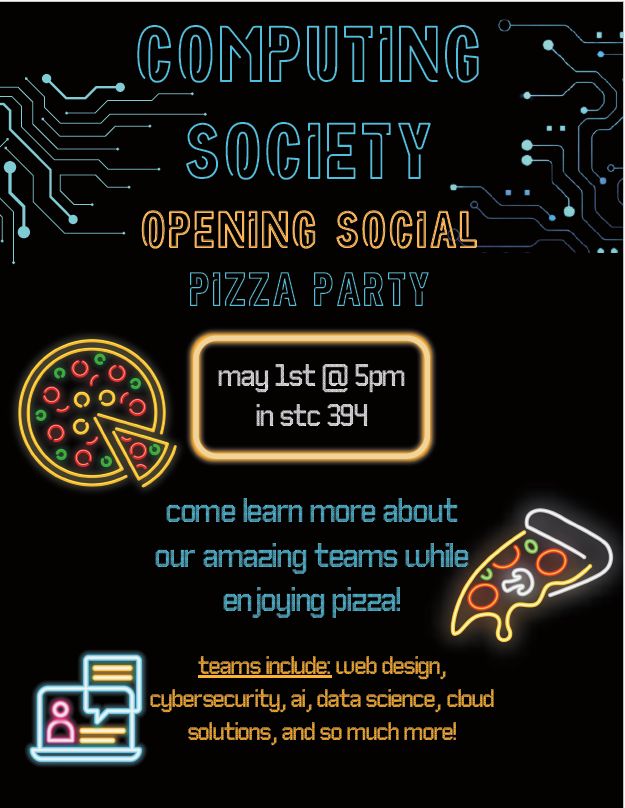 COMPUTING
SOCIETY
OPENING SOCIAL
PIZZA PARTY
may 1st @ 5pm
in stc 394
come learn more about
our amazing teams while
enjoying pizza!
teams include: web design,
cybersecurity, ai, data science, cloud
solutions, and so much more!